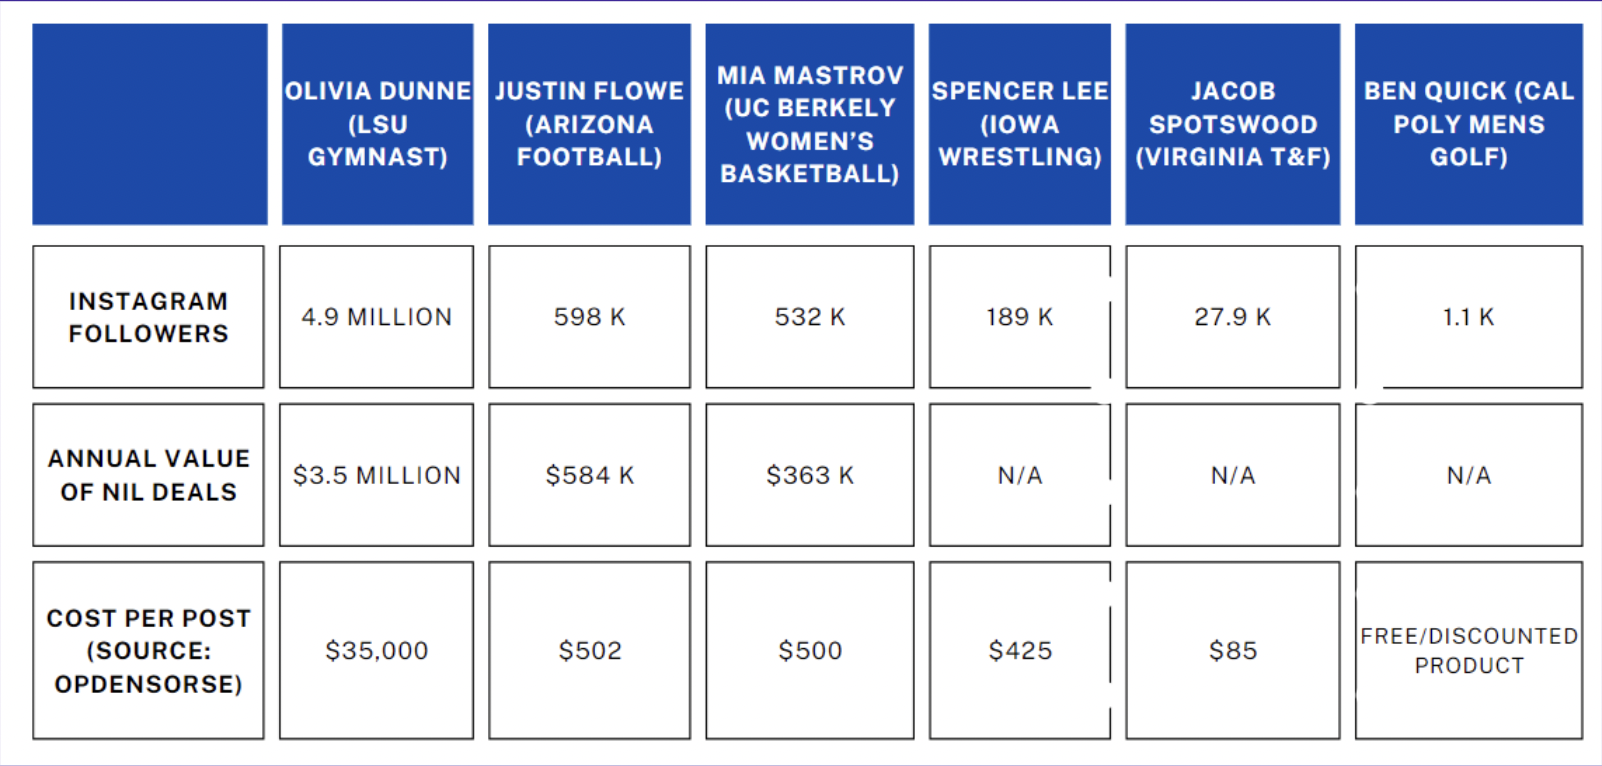 OLIVIA DUNNE
(LSU
GYMNAST)
JUSTIN FLOWE
(ARIZONA
FOOTBALL)
MIA MASTROV
(UC BERKELY
WOMEN'S
BASKETBALL)
SPENCER LEE
(IOWA
WRESTLING)
JACOB
SPOTSWOOD
(VIRGINIA T&F)
BEN QUICK (CAL
POLY MENS
GOLF)
INSTAGRAM
FOLLOWERS
4.9 MILLION
598 K
532 K
189 K
27.9 K
1.1 K
ANNUAL VALUE
OF NIL DEALS
$3.5 MILLION
$584 K
$363 K
N/A
N/A
N/A
COST PER POST
(SOURCE:
OPDENSORSE)
$35,000
$502
$500
$425
$85
FREE/DISCOUNTED
PRODUCT